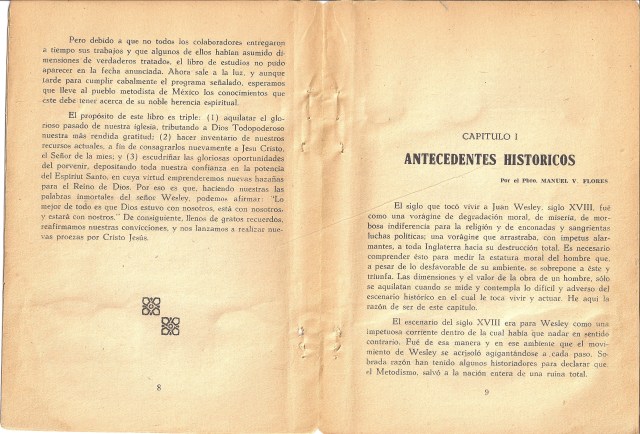 Pero debido a que no todos los colaboradores entregaron
a tiempo sus trabajos y que algunos de ellos habían asumido di-
mensiones de verdaderos tratados, el libro de estudios no pudo
aparecer en la fecha anunciada. Ahora sale a la luz, y aunque
tarde para cumplir cabalmente el programa señalado, esperamos
que lleve al pueblo metodista de México los conocimientos que
este debe tener acerca de su noble herencia espiritual.
El propósito de este libro es triple: (1) aquilatar el glo-
rioso pasado de nuestra iglesia, tributando a Dios Todopoderoso
nuestra más rendida gratitud; (2) hacer inventario de nuestros
recursos actuales, a fin de consagrarlos nuevamente a Jesu Cristo,
el Señor de la mies; y (3) escudriñar las gloriosas oportunidades
del porvenir, depositando toda nuestra confianza en la potencia
del Espíritu Santo, en cuya virtud emprenderemos nuevas hazañas
para el Reino de Dios. Por eso es que, haciendo nuestras las
palabras inmortales del señor Wesley, podemos afirmar: "Lo
mejor de todo es que Dios estuvo con nosotros, está con nosotros,
y estará con nostros." De consiguiente, llenos de gratos recuerdos,
reafirmamos nuestras convicciones, y nos lanzamos a realizar nue-
vas proezas por Cristo Jesús.
8
CAPITULO I
ANTECEDENTES HISTORICOS
Por el Pbro. MANUEL V. FLORES
El siglo que tocó vivir a Juan Wesley, siglo XVIII, fué
como una vorágine de degradación moral, de miseria, de mor-
bosa indiferencia para la religión y de enconadas y sangrientas
luchas políticas; una vorágine que arrastraba, con ímpetus alar-
mantes, a toda Inglaterra hacia su destrucción total. Es necesario
comprender ésto para medir la estatura moral del hombre que,
a pesar de lo desfavorable de su ambiente, se sobrepone a éste y
triunfa. Las dimensiones y el valor de la obra de un hombre, sólo
se aquilatan cuando se mide y contempla lo difícil y adverso del
escenario histórico en el cual le toca vivir y actuar. He aquí la
razón de ser de este capítulo.
El escenario del siglo XVIII era para Wesley como una
impetuosa corriente dentro de la cual había que nadar en sentido
contrario. Fué de esa manera y en ese ambiente que el movi-
miento de Wesley se acrisoló agigantándose a cada paso. So-
brada razón han tenido algunos historiadores para declarar que
el Metodismo, salvó a la nación entera de una ruina total.
9